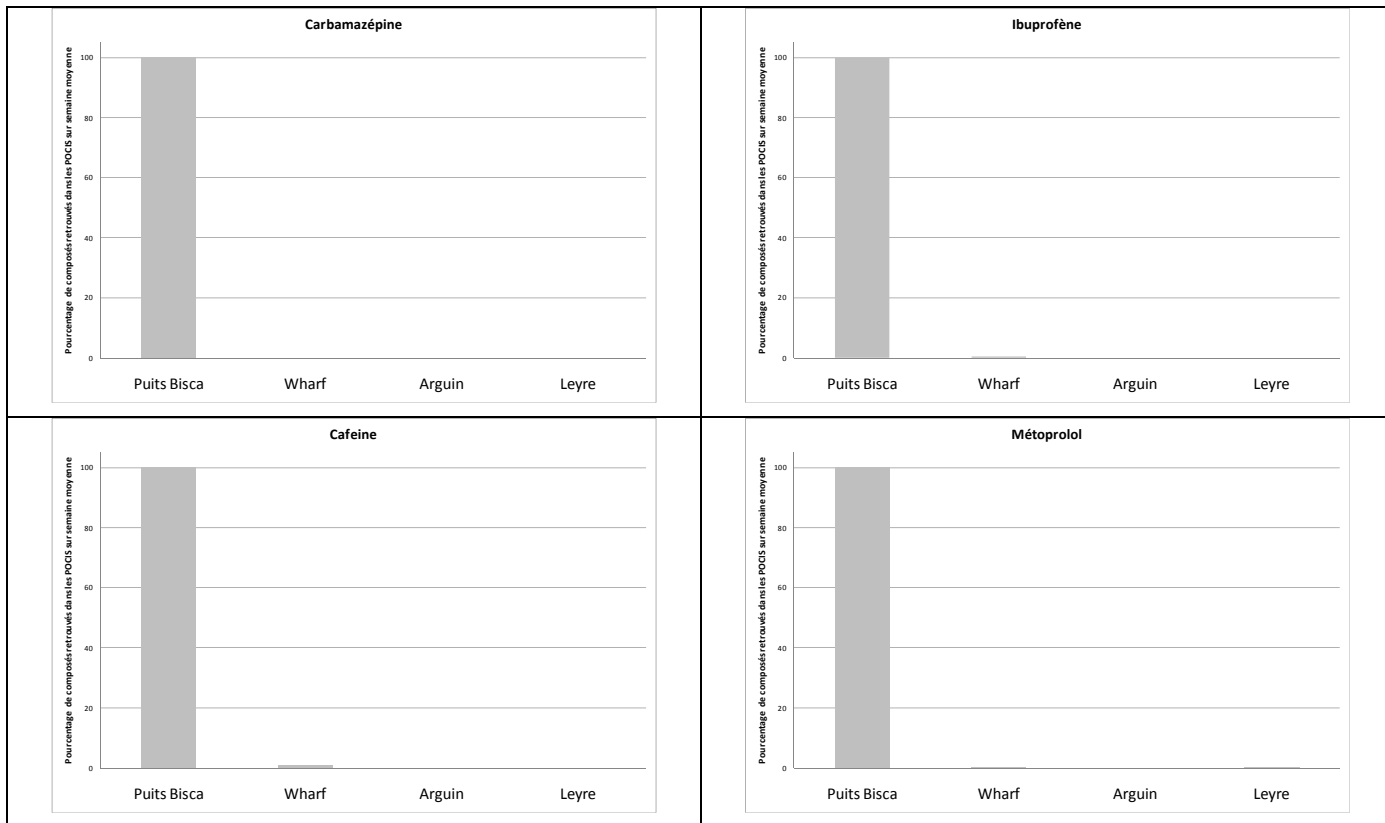 Carbamazépine
Pourcentage de composés retrouvés dans les POCIS sur semaine moyenne
100
80
60
40
20
0
Puits Bisca Wharf Arguin Leyre
Ibuprofène
Pourcentage de composés retrouvés dans les POCIS sur semaine moyenne
100
80
60
40
20
0
Puits Bisca Wharf Arguin Leyre
Cafeine
Pourcentage de composés retrouvés dans les POCIS sur semaine moyenne
100
80
60
40
20
0
Puits Bisca Wharf Arguin Leyre
Métoprolol
Pourcentage de composés retrouvés dans les POCIS sur semaine moyenne
100
80
60
40
20
0
Puits Bisca Wharf Arguin Leyre